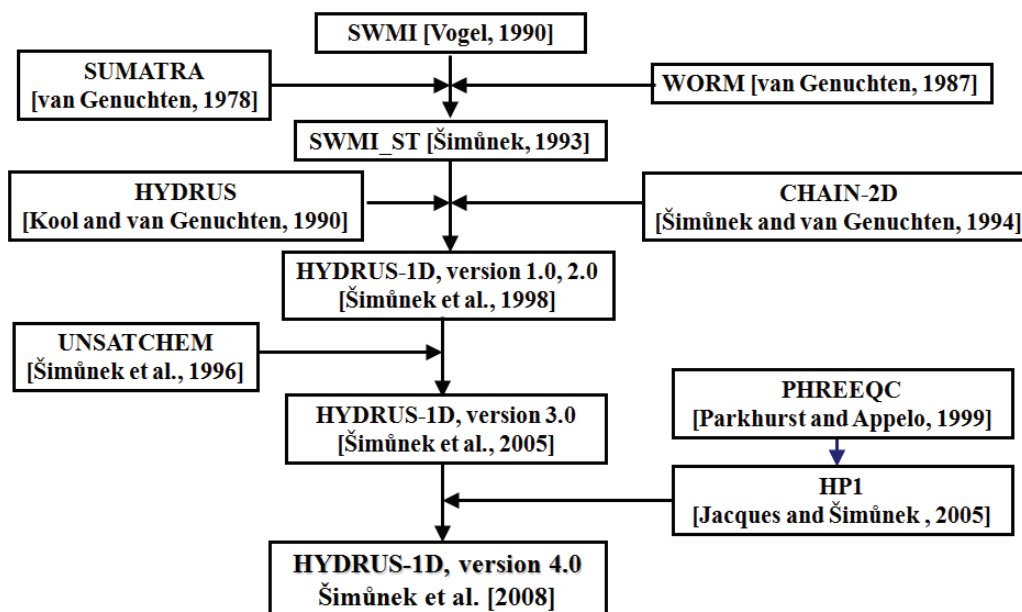 SWMI [Vogel, 1990]
SUMATRA
[van Genuchten, 1978]
WORM [van Genuchten, 1987]
SWMI_ST [Šimůnek, 1993]
HYDRUS
[Kool and van Genuchten, 1990]
CHAIN-2D
[Šimůnek and van Genuchten, 1994]
HYDRUS-1D, version 1.0, 2.0
[Šimůnek et al., 1998]
UNSATCHEM
[Šimůnek et al., 1996]
PHREEQC
[Parkhurst and Appelo, 1999]
HYDRUS-1D, version 3.0
[Šimůnek et al., 2005]
HP1
[Jacques and Šimůnek , 2005]
HYDRUS-1D, version 4.0
Šimůnek et al. [2008]